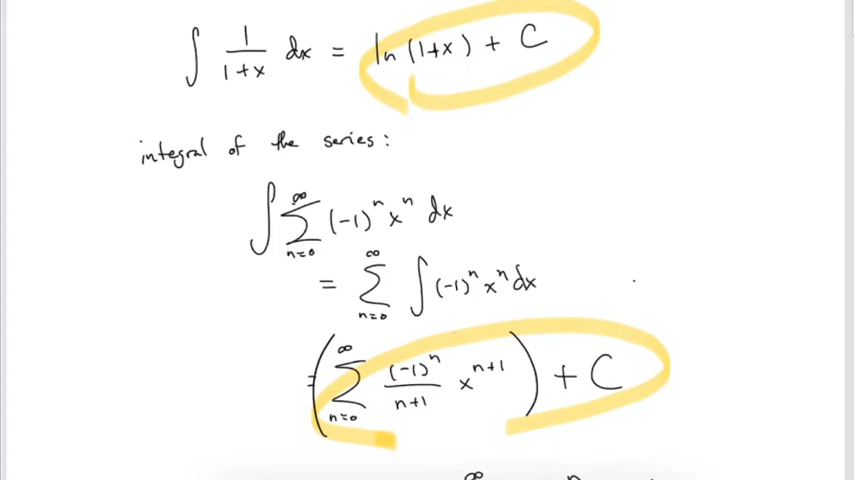 ∫ 1/(1+x) dx = ln (1+x) + C
integral of the series:
∫ ∑_{n=0}^{∞} (-1)^n x^n dx
= ∑_{n=0}^{∞} ∫ (-1)^n x^n dx
= ( ∑_{n=0}^{∞} (-1)^n/(n+1) x^{n+1} ) + C